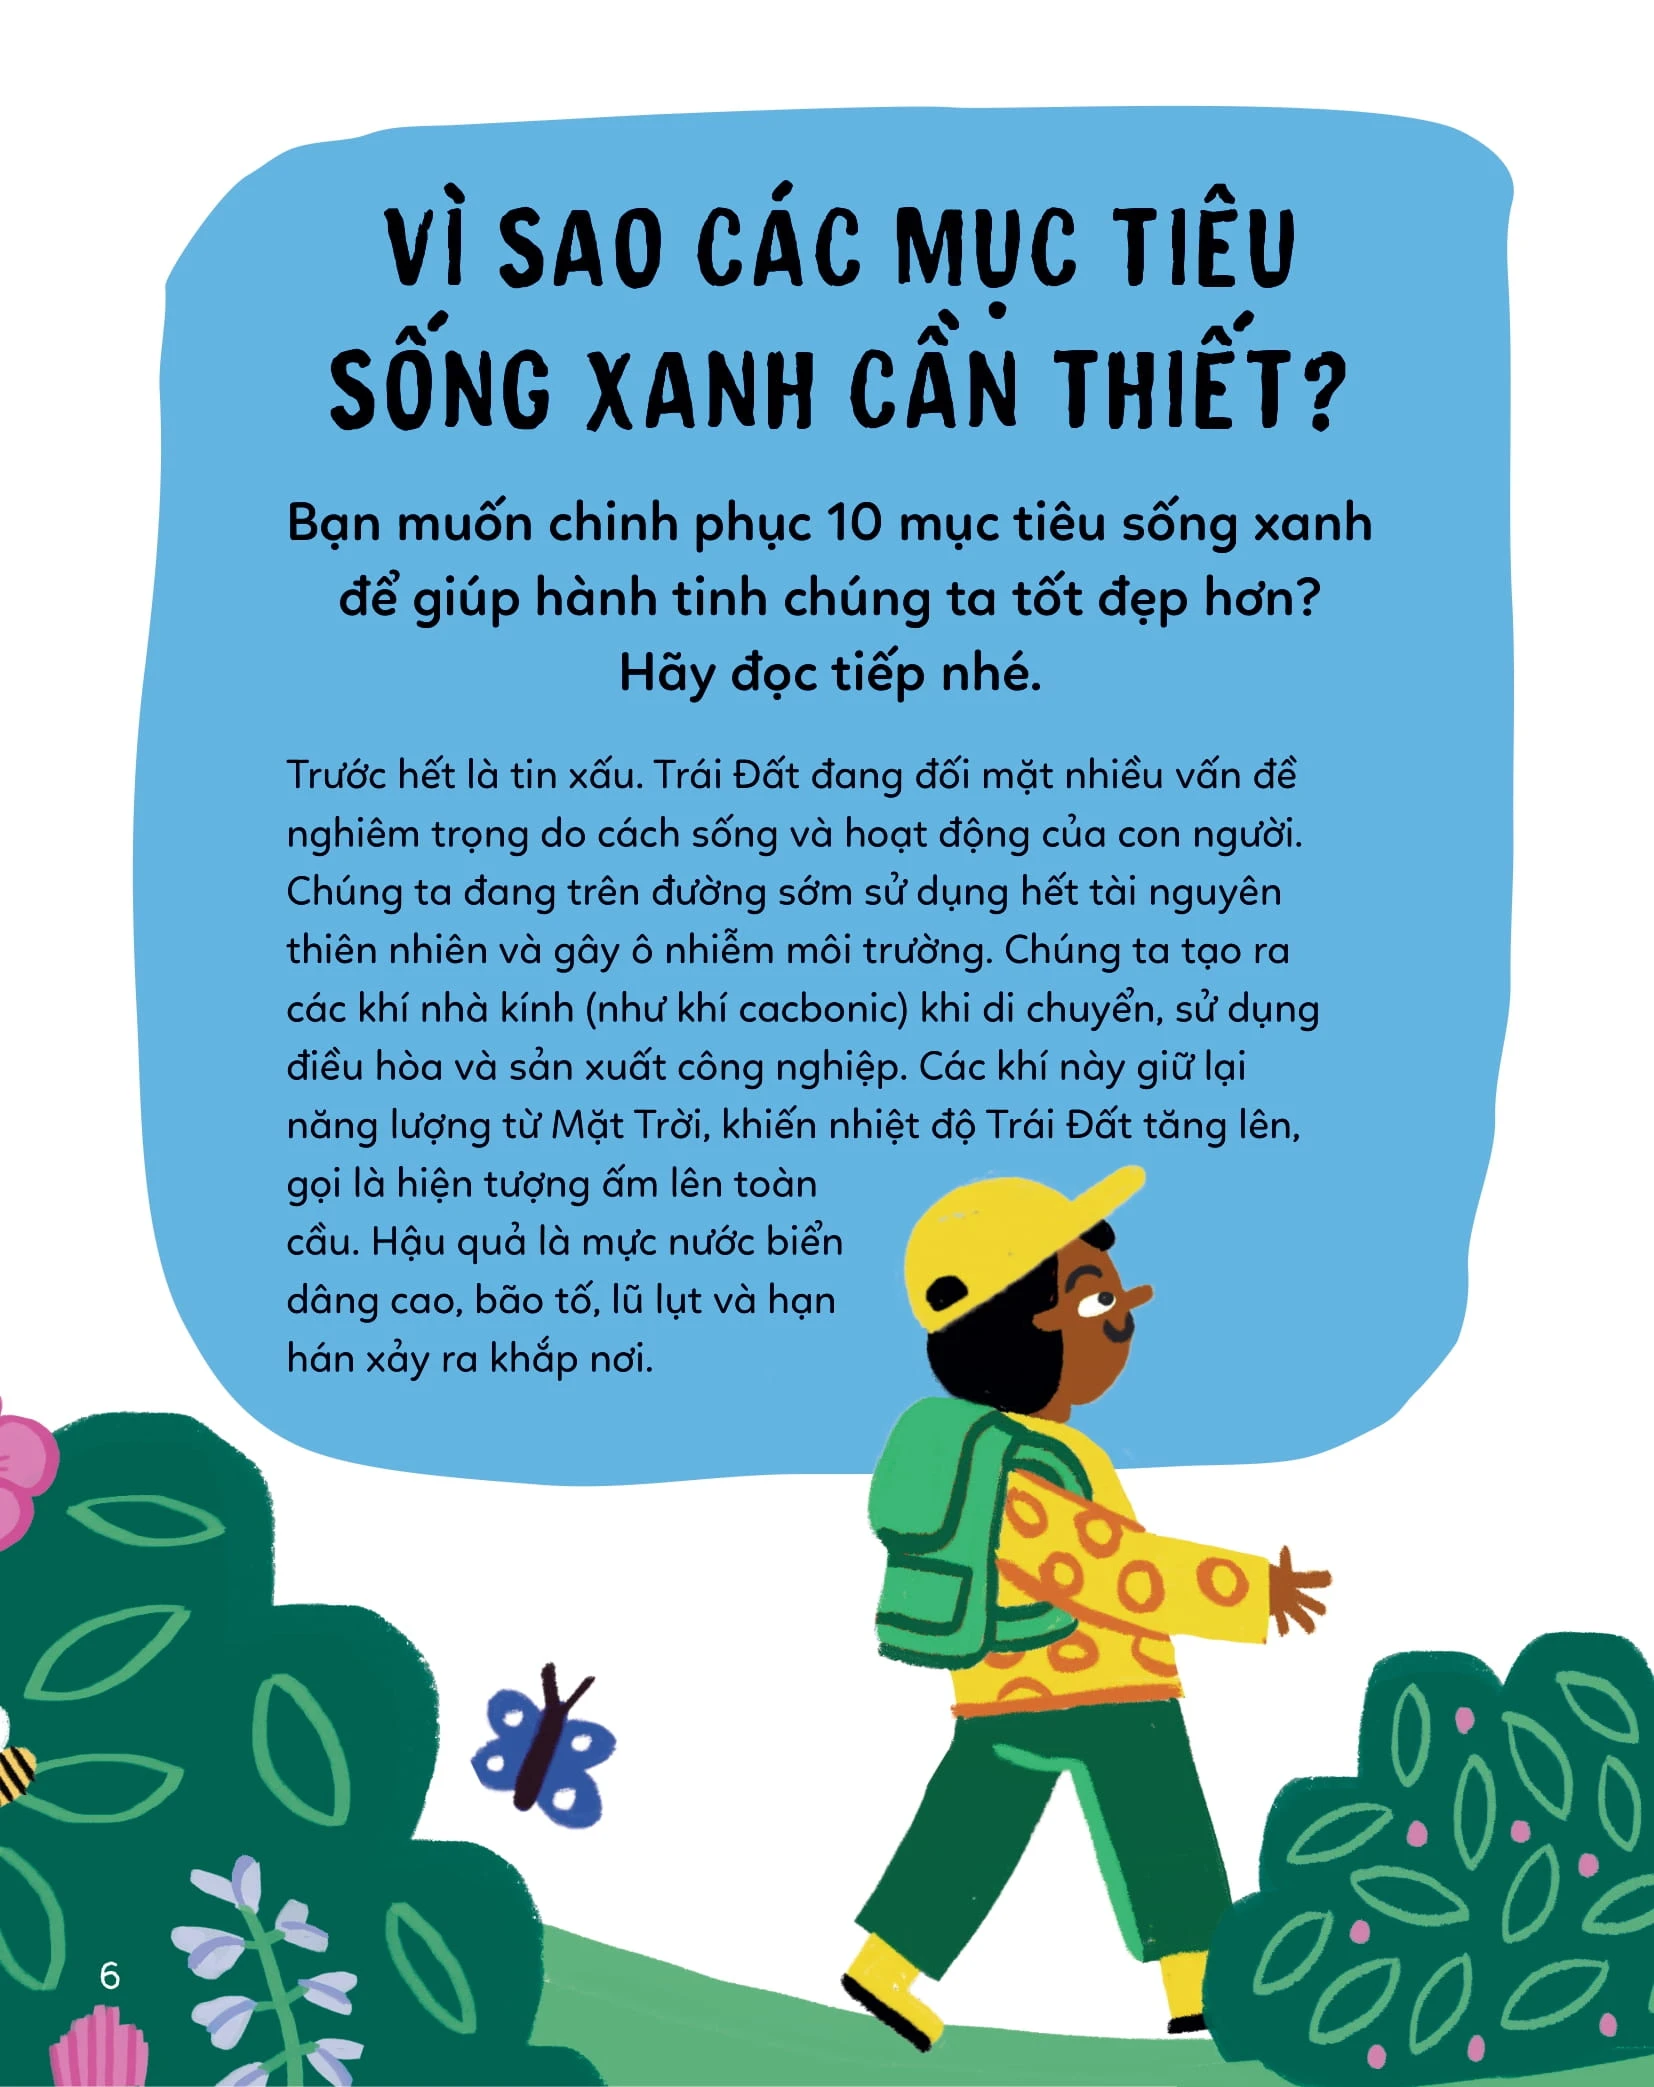 VÌ SAO CÁC MỤC TIÊU
SỐNG XANH CẦN THIẾT?
Bạn muốn chinh phục 10 mục tiêu sống xanh
để giúp hành tinh chúng ta tốt đẹp hơn?
Hãy đọc tiếp nhé.
Trước hết là tin xấu. Trái Đất đang đối mặt nhiều vấn đề
nghiêm trọng do cách sống và hoạt động của con người.
Chúng ta đang trên đường sớm sử dụng hết tài nguyên
thiên nhiên và gây ô nhiễm môi trường. Chúng ta tạo ra
các khí nhà kính (như khí cacbonic) khi di chuyển, sử dụng
điều hòa và sản xuất công nghiệp. Các khí này giữ lại
năng lượng từ Mặt Trời, khiến nhiệt độ Trái Đất tăng lên,
gọi là hiện tượng ấm lên toàn
cầu. Hậu quả là mực nước biển
dâng cao, bão tố, lũ lụt và hạn
hán xảy ra khắp nơi.
6